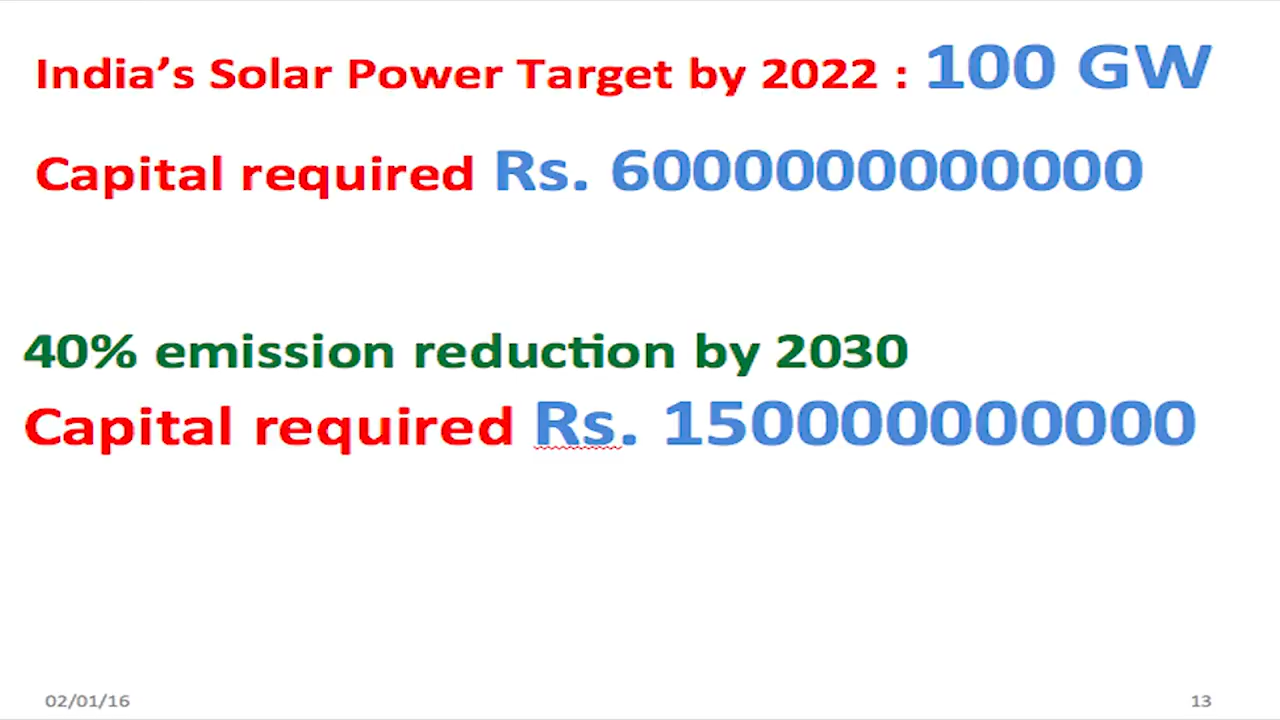 India's Solar Power Target by 2022 : 100 GW
Capital required Rs. 6000000000000
40% emission reduction by 2030
Capital required Rs. 150000000000
02/01/16
13